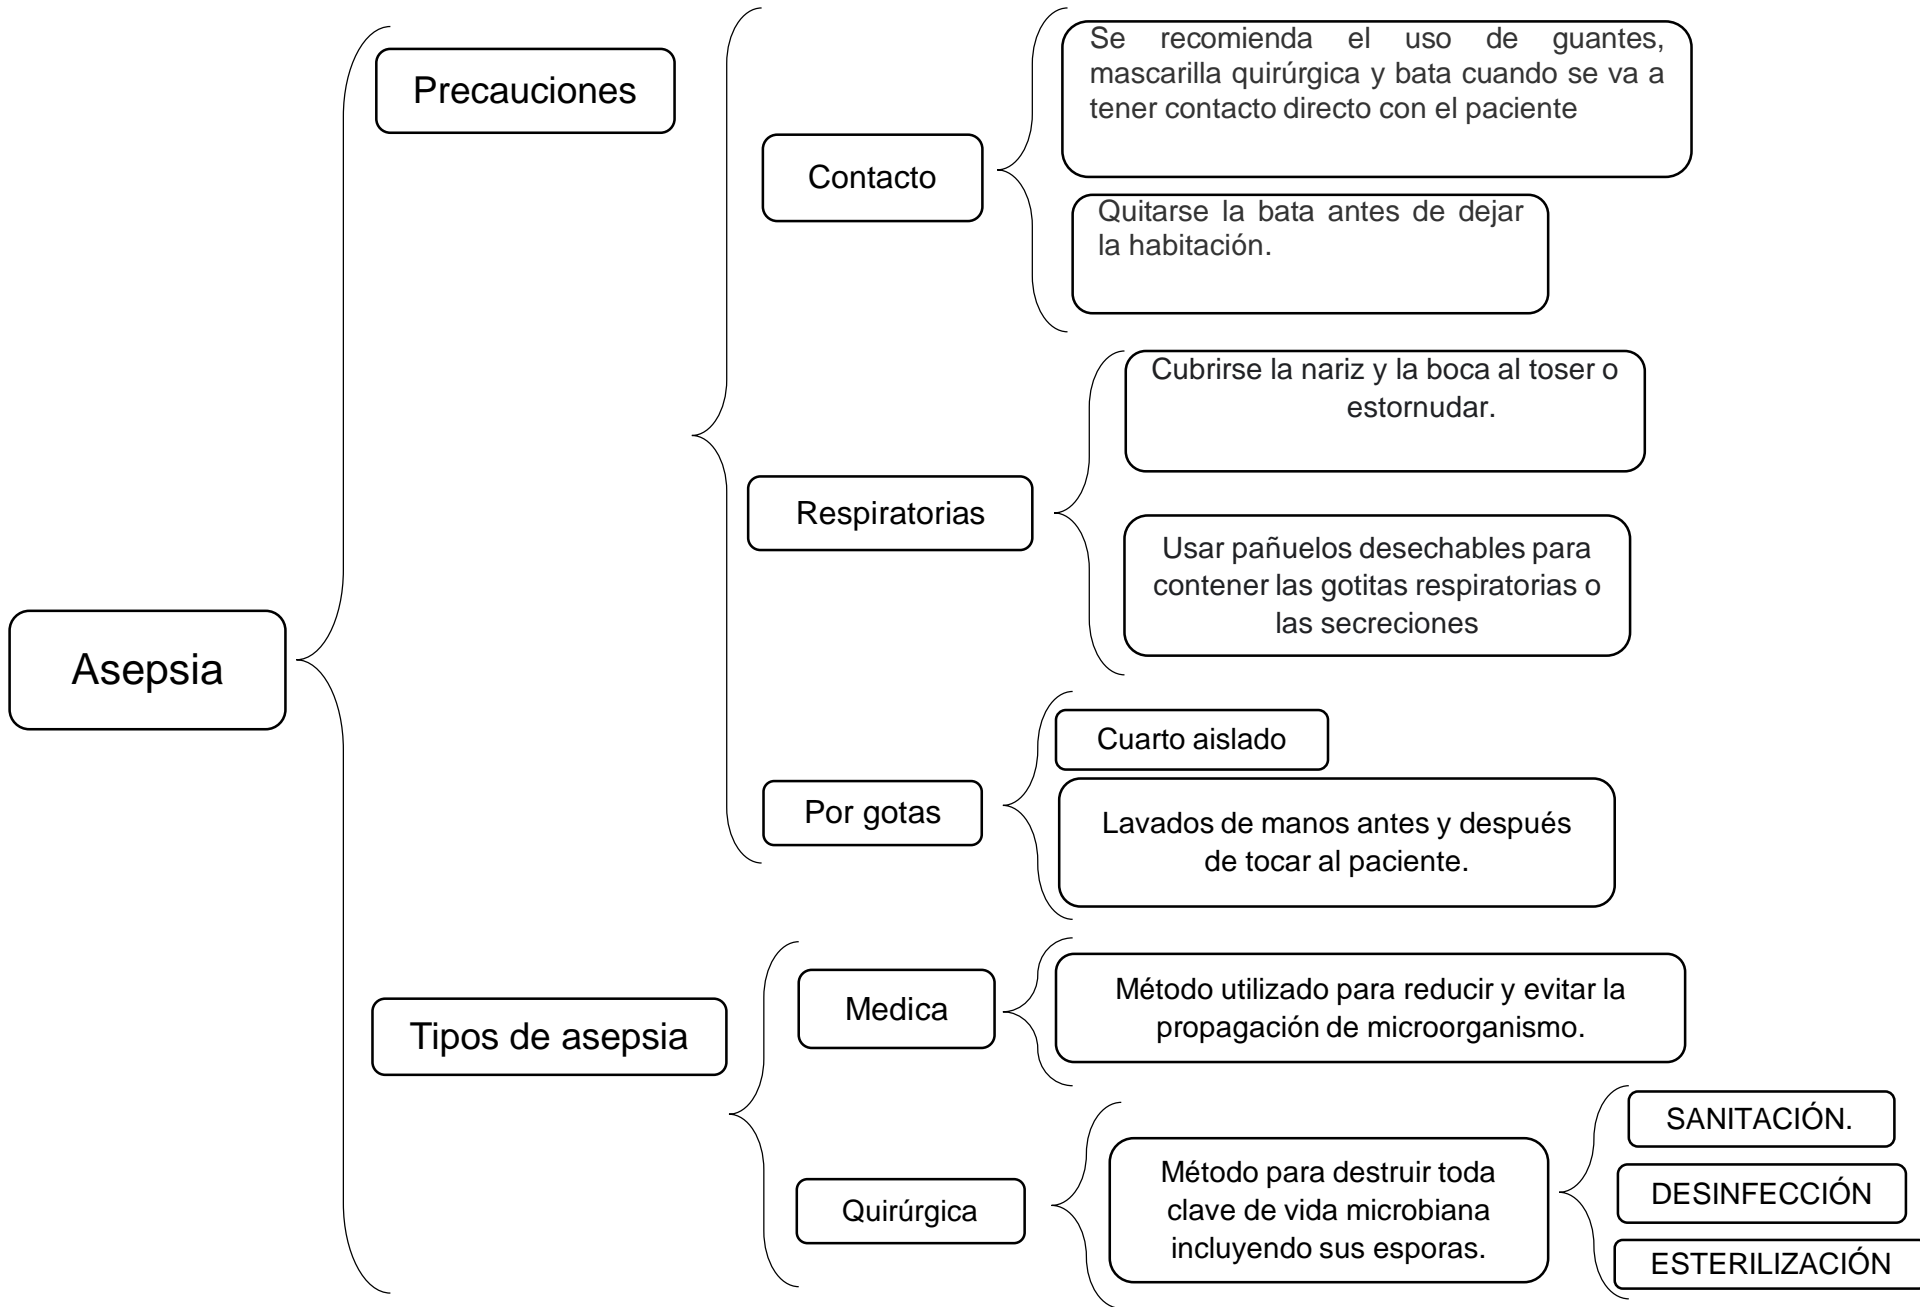 Asepsia
Precauciones
Contacto
Se recomienda el uso de guantes,
mascarilla quirúrgica y bata cuando se va a
tener contacto directo con el paciente
Quitarse la bata antes de dejar
la habitación.
Respiratorias
Cubrirse la nariz y la boca al toser o
estornudar.
Usar pañuelos desechables para
contener las gotitas respiratorias o
las secreciones
Por gotas
Cuarto aislado
Lavados de manos antes y después
de tocar al paciente.
Tipos de asepsia
Medica
Método utilizado para reducir y evitar la
propagación de microorganismo.
Quirúrgica
Método para destruir toda
clave de vida microbiana
incluyendo sus esporas.
SANITACIÓN.
DESINFECCIÓN
ESTERILIZACIÓN